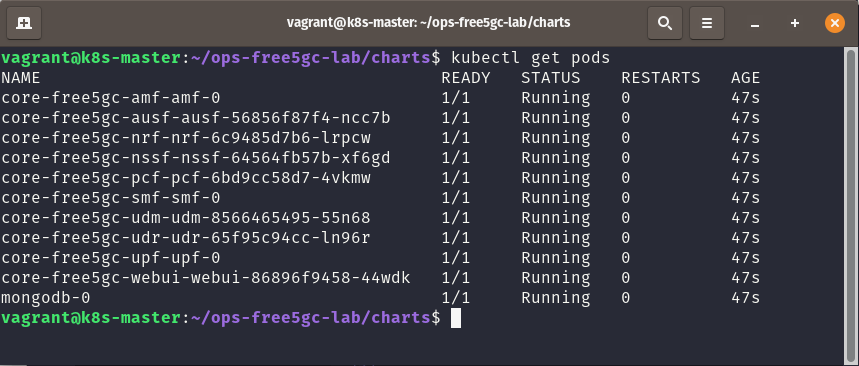 vagrant@k8s-master: ~/ops-free5gc-lab/charts
vagrant@k8s-master:~/ops-free5gc-lab/charts$ kubectl get pods
NAME READY STATUS RESTARTS AGE
core-free5gc-amf-amf-0 1/1 Running 0 47s
core-free5gc-ausf-ausf-56856f87f4-ncc7b 1/1 Running 0 47s
core-free5gc-nrf-nrf-6c9485d7b6-lrpcw 1/1 Running 0 47s
core-free5gc-nssf-nssf-64564fb57b-xf6gd 1/1 Running 0 47s
core-free5gc-pcf-pcf-6bd9cc58d7-4vkmw 1/1 Running 0 47s
core-free5gc-smf-smf-0 1/1 Running 0 47s
core-free5gc-udm-udm-8566465495-55n68 1/1 Running 0 47s
core-free5gc-udr-udr-65f95c94cc-ln96r 1/1 Running 0 47s
core-free5gc-upf-upf-0 1/1 Running 0 47s
core-free5gc-webui-webui-86896f9458-44wdk 1/1 Running 0 47s
mongodb-0 1/1 Running 0 47s
vagrant@k8s-master:~/ops-free5gc-lab/charts$